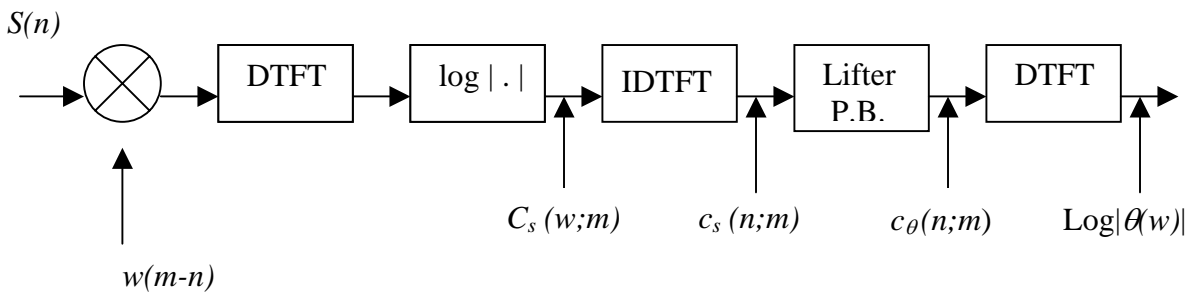 S(n)
DTFT
log | . |
IDTFT
Lifter
P.B.
DTFT
C_s (w;m)
c_s (n;m)
c_θ(n;m)
Log|θ(w)|
w(m-n)